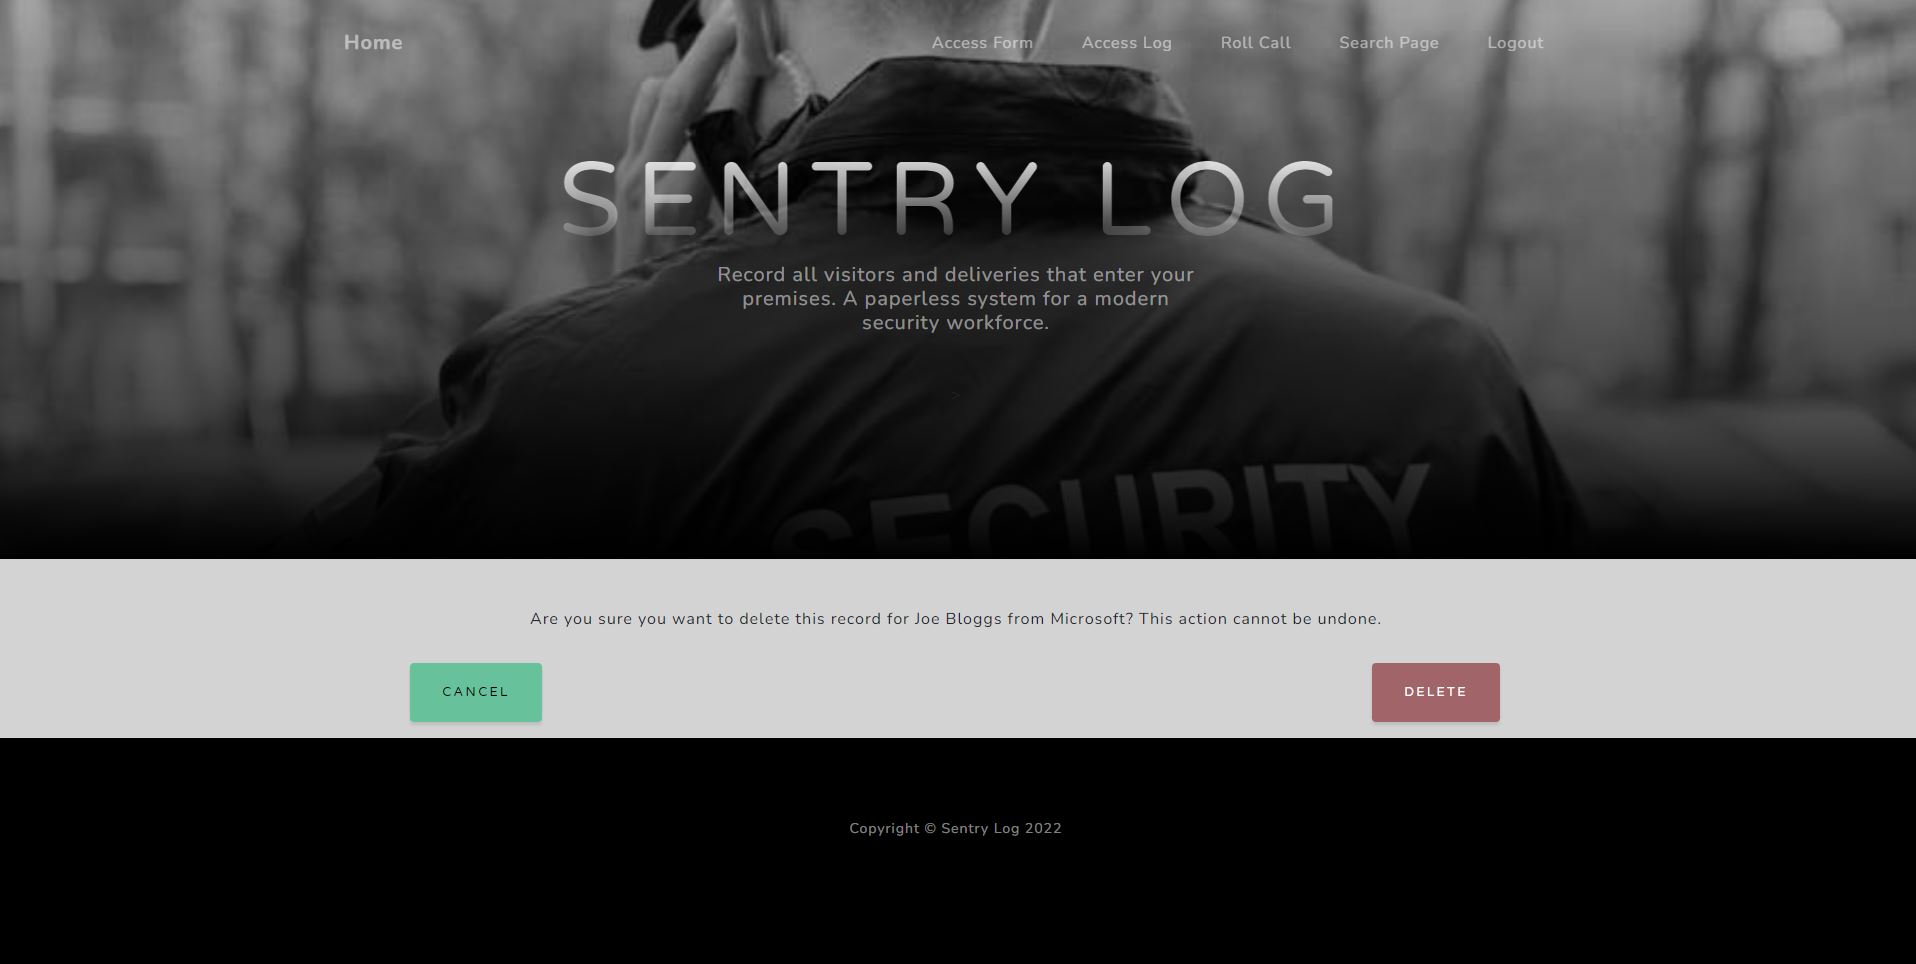 Home
Access Form
Access Log
Roll Call
Search Page
Logout
SENTRY LOG
Record all visitors and deliveries that enter your
premises. A paperless system for a modern
security workforce.
>
SECURITY
Are you sure you want to delete this record for Joe Bloggs from Microsoft? This action cannot be undone.
CANCEL
DELETE
Copyright © Sentry Log 2022